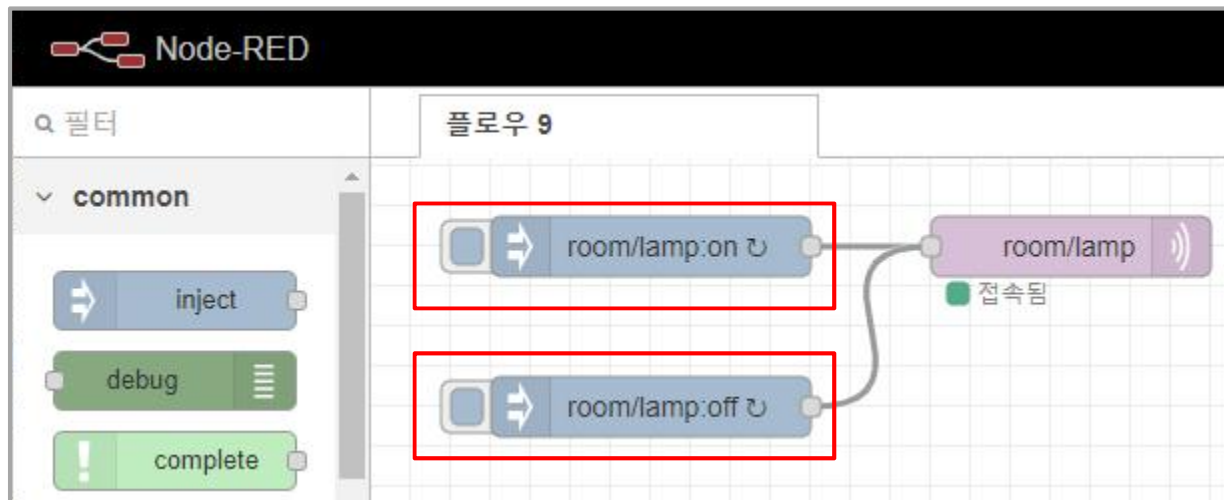 Node-RED
필터
플로우 9
common
room/lamp:on ↻
room/lamp
inject
접속됨
debug
room/lamp:off ↻
complete